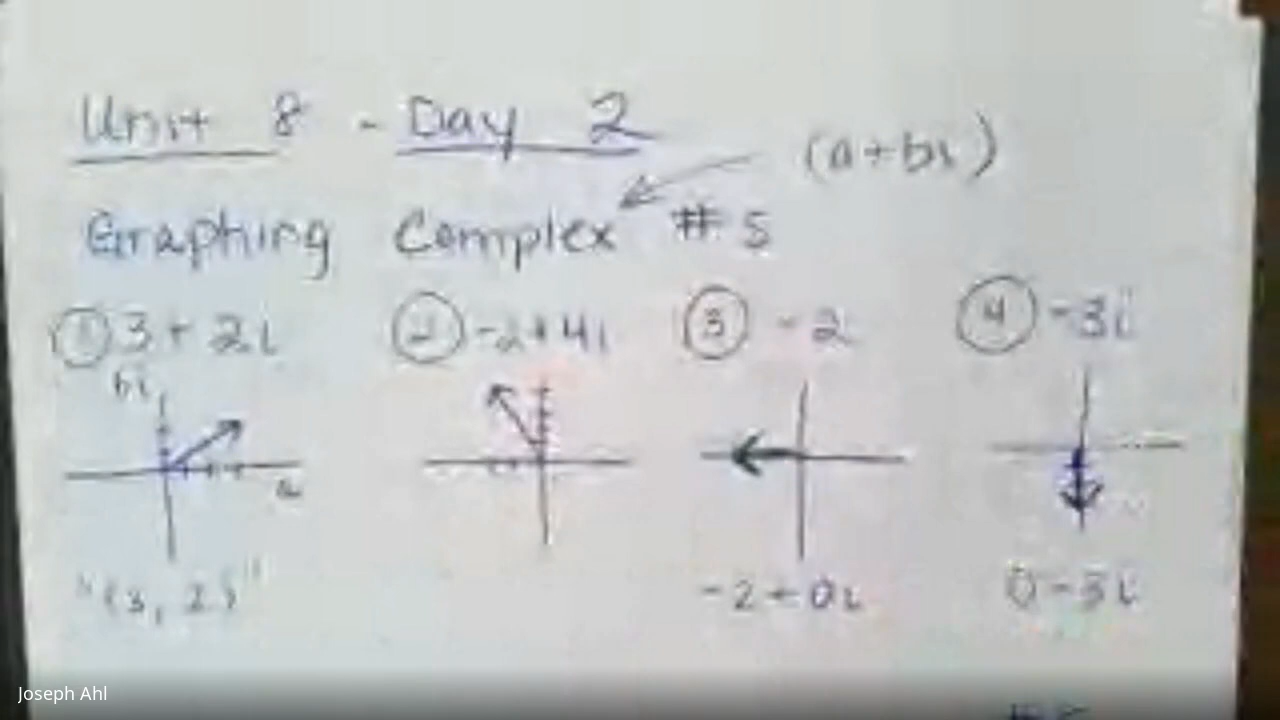 Unit 8 - Day 2
(a+bi)
Graphing Complex #s
① 3 + 2i ② -2+4i ③ -2 ④ -3i
bi
a
"(3, 2)" -2+0i 0-3i
Joseph Ahl